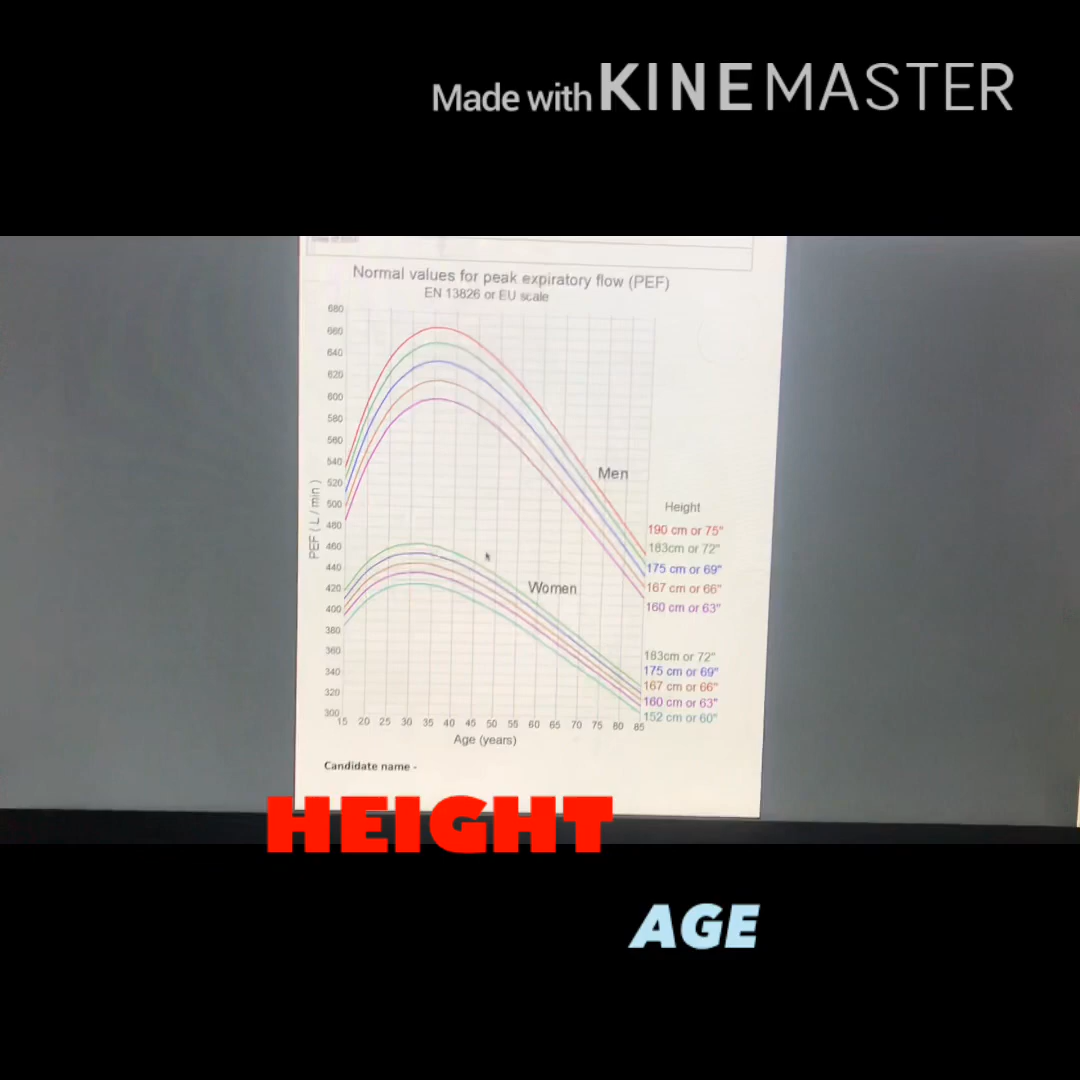 Made with KINEMASTER
Normal values for peak expiratory flow (PEF)
EN 13826 or EU scale
680
660
640
620
600
580
560
540
520
500
480
460
440
420
400
380
360
340
320
300
PEF ( L / min )
Men
Women
Height
190 cm or 75"
183cm or 72"
175 cm or 69"
167 cm or 66"
160 cm or 63"
183cm or 72"
175 cm or 69"
167 cm or 66"
160 cm or 63"
152 cm or 60"
15 20 25 30 35 40 45 50 55 60 65 70 75 80 85
Age (years)
Candidate name -
HEIGHT
AGE